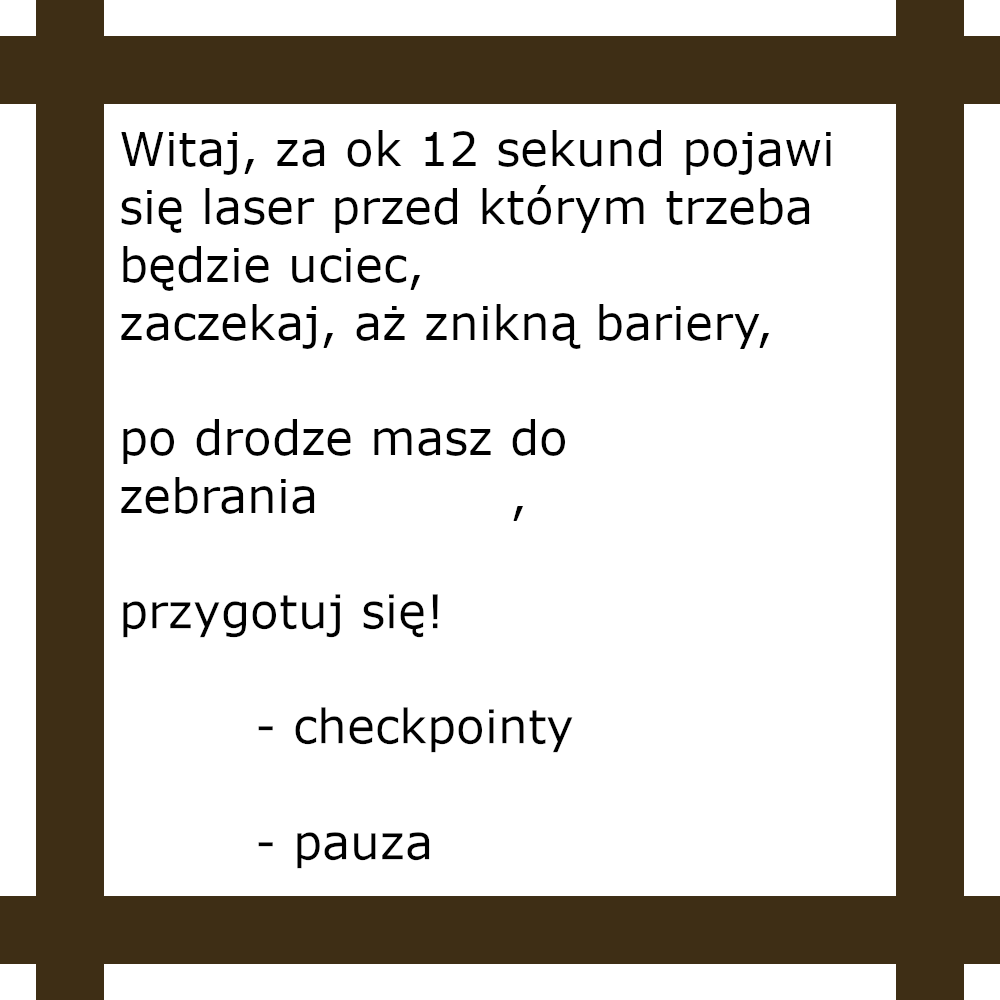 Witaj, za ok 12 sekund pojawi
się laser przed którym trzeba
będzie uciec,
zaczekaj, aż znikną bariery,
po drodze masz do
zebrania ,
przygotuj się!
- checkpointy
- pauza